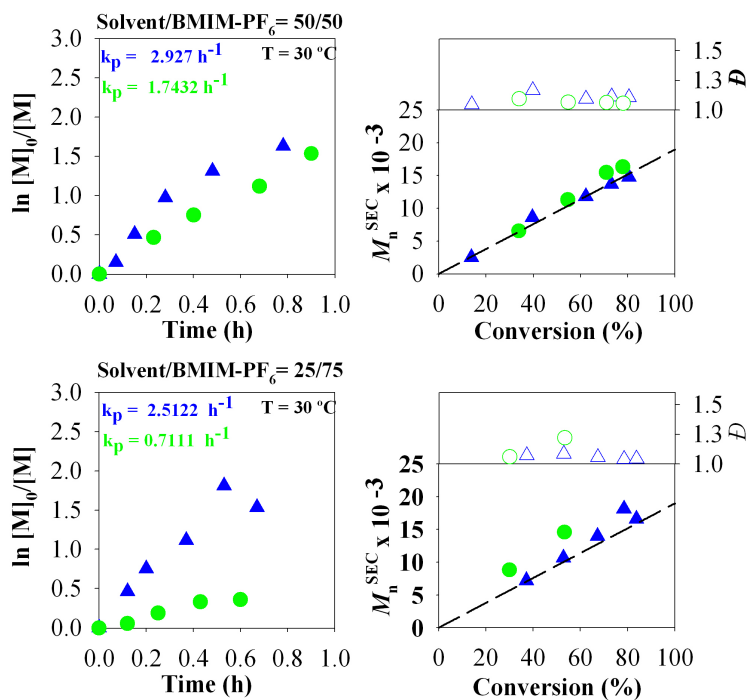 Solvent/BMIM-PF6= 50/50
kp = 2.927 h-1
T = 30 ºC
kp = 1.7432 h-1
ln [M]0/[M]
3.0
2.5
2.0
1.5
1.0
0.5
0.0
0.0 0.2 0.4 0.6 0.8 1.0
Time (h)
1.5
1.3
1.0
Đ
25
20
15
10
5
0
Mn SEC x 10 -3
0 20 40 60 80 100
Conversion (%)
Solvent/BMIM-PF6= 25/75
kp = 2.5122 h-1
T = 30 ºC
kp = 0.7111 h-1
ln [M]0/[M]
3.0
2.5
2.0
1.5
1.0
0.5
0.0
0.0 0.2 0.4 0.6 0.8 1.0
Time (h)
1.5
1.3
1.0
Đ
25
20
15
10
5
0
Mn SEC x 10 -3
0 20 40 60 80 100
Conversion (%)